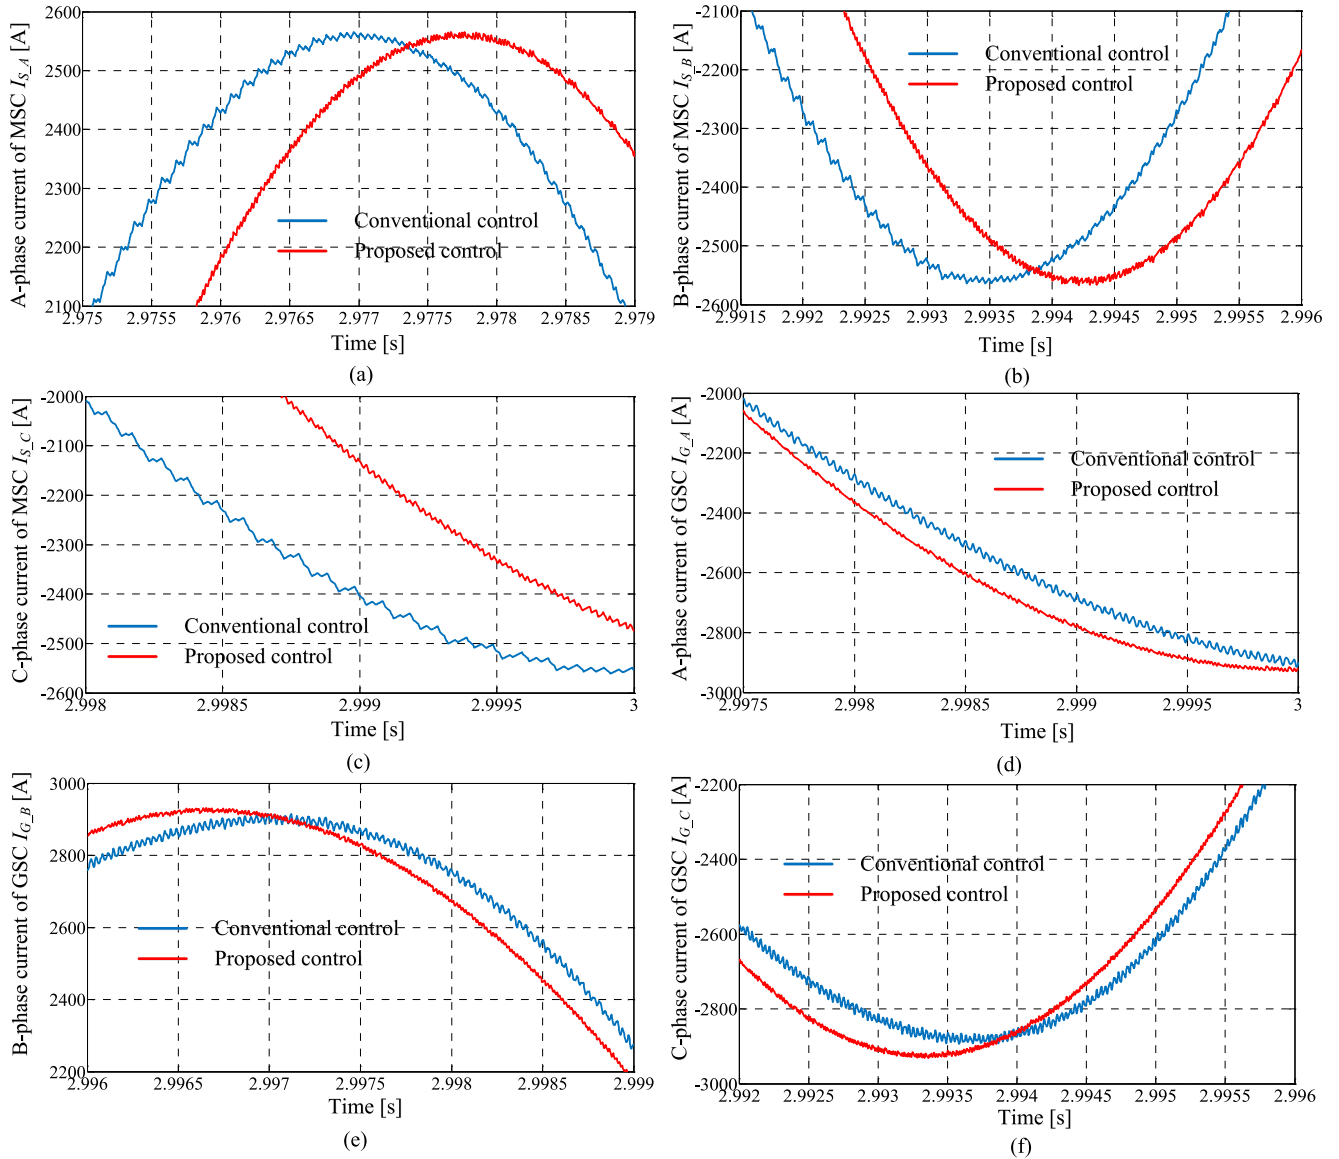 A-phase current of MSC I_S_A [A]
2600
2500
2400
2300
2200
2100
Conventional control
Proposed control
2.975 2.9755 2.976 2.9765 2.977 2.9775 2.978 2.9785 2.979
Time [s]
(a)
B-phase current of MSC I_S_B [A]
-2100
-2200
-2300
-2400
-2500
-2600
Conventional control
Proposed control
2.9915 2.992 2.9925 2.993 2.9935 2.994 2.9945 2.995 2.9955 2.996
Time [s]
(b)
C-phase current of MSC I_S_C [A]
-2000
-2100
-2200
-2300
-2400
-2500
-2600
Conventional control
Proposed control
2.998 2.9985 2.999 2.9995 3
Time [s]
(c)
A-phase current of GSC I_G_A [A]
-2000
-2200
-2400
-2600
-2800
-3000
Conventional control
Proposed control
2.9975 2.998 2.9985 2.999 2.9995 3
Time [s]
(d)
B-phase current of GSC I_G_B [A]
3000
2800
2600
2400
2200
Conventional control
Proposed control
2.996 2.9965 2.997 2.9975 2.998 2.9985 2.999
Time [s]
(e)
C-phase current of GSC I_G_C [A]
-2200
-2400
-2600
-2800
-3000
Conventional control
Proposed control
2.992 2.9925 2.993 2.9935 2.994 2.9945 2.995 2.9955 2.996
Time [s]
(f)